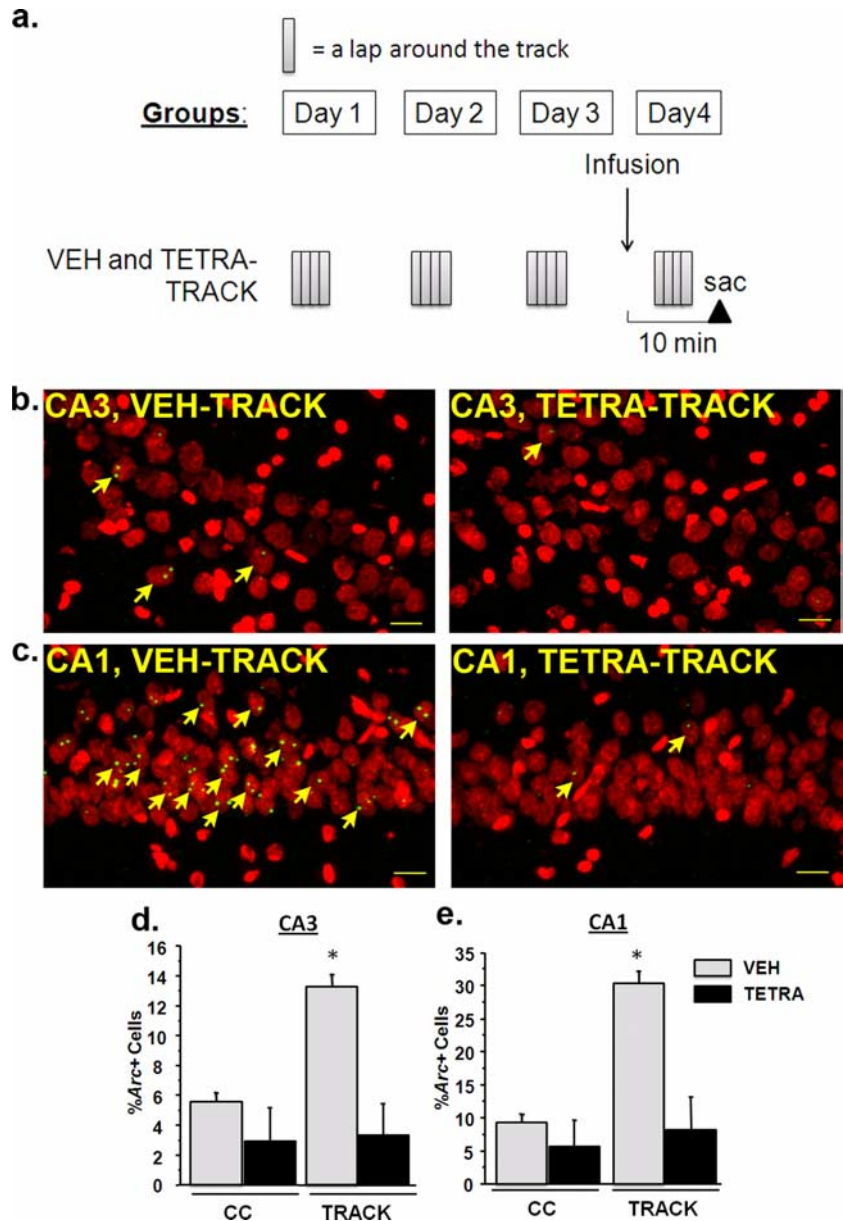 a.
= a lap around the track
Groups: Day 1 Day 2 Day 3 Day4
Infusion
VEH and TETRA-
TRACK
sac
10 min
b. CA3, VEH-TRACK CA3, TETRA-TRACK
c. CA1, VEH-TRACK CA1, TETRA-TRACK
d. CA3
%Arc+ Cells
16
14
12
10
8
6
4
2
0
*
CC TRACK
e. CA1
%Arc+ Cells
35
30
25
20
15
10
5
0
*
CC TRACK
VEH
TETRA